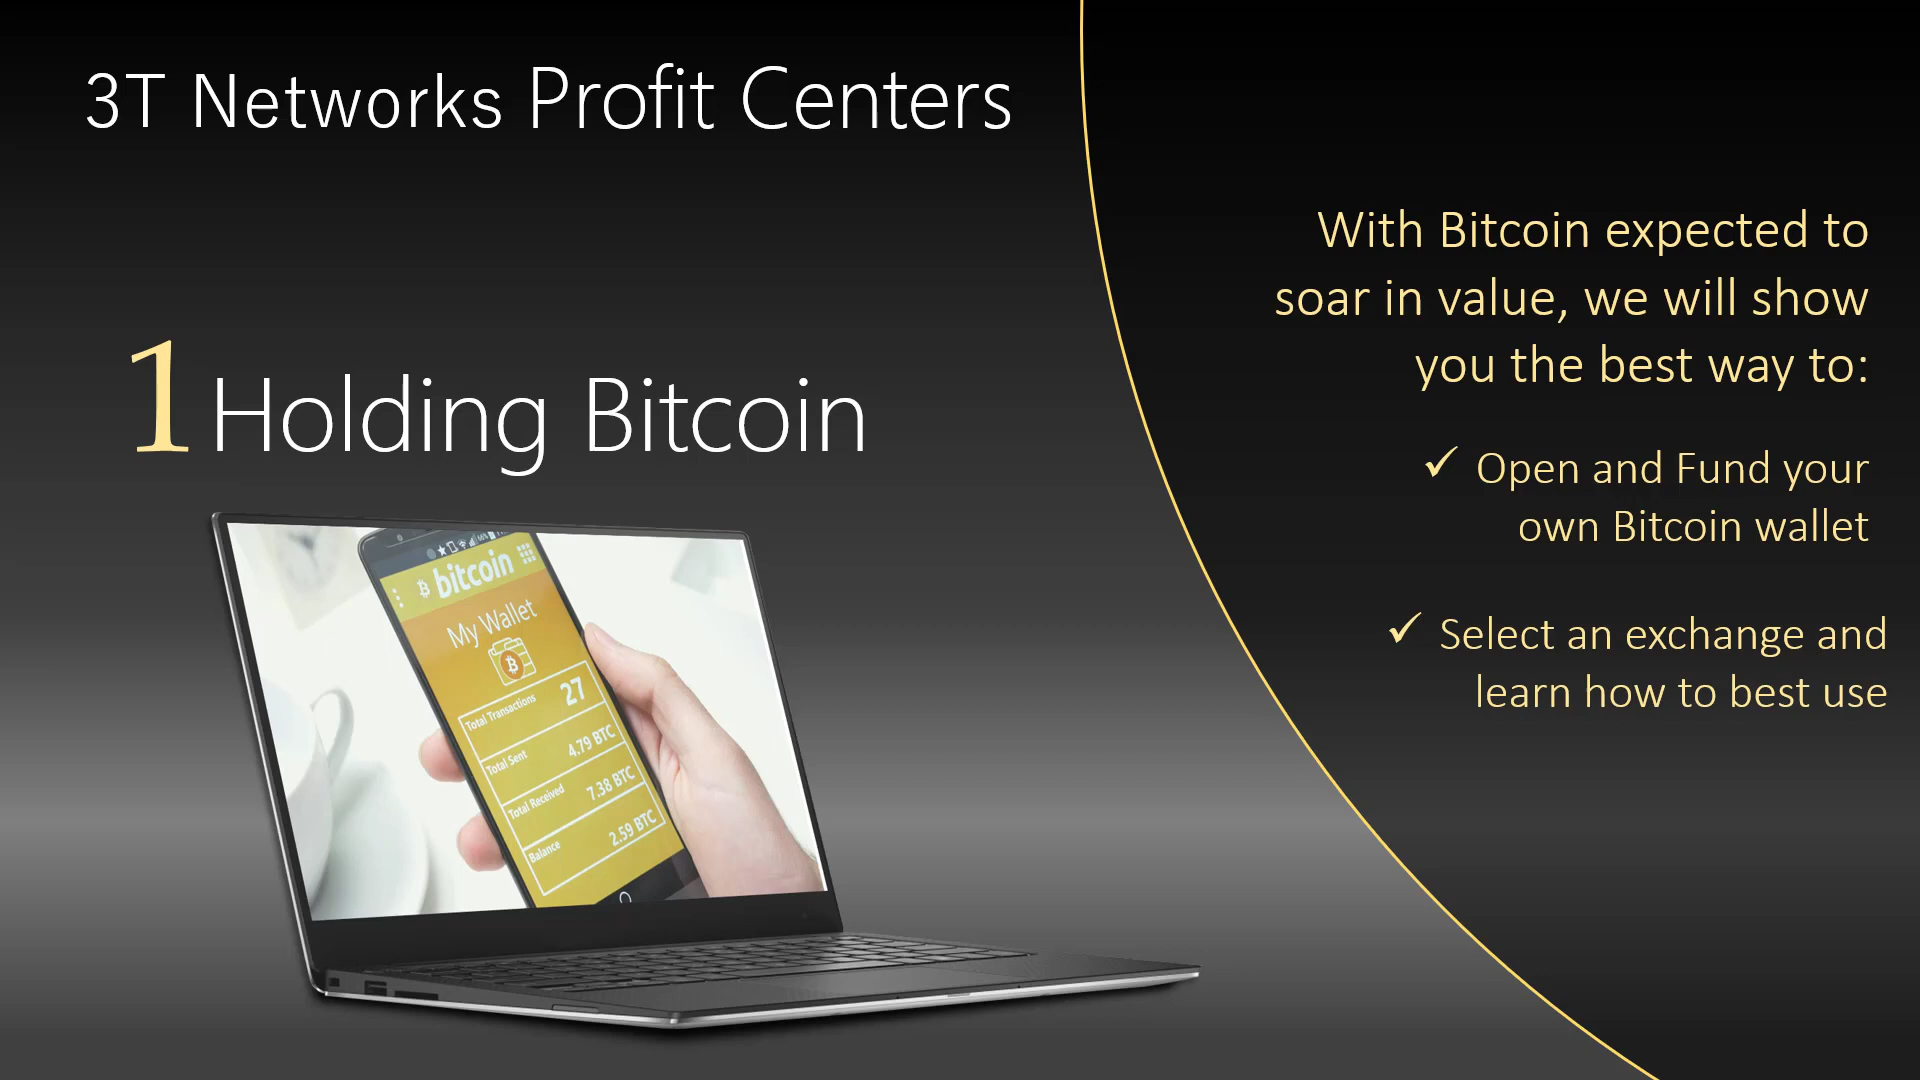 3T Networks Profit Centers
1 Holding Bitcoin
With Bitcoin expected to
soar in value, we will show
you the best way to:
✓ Open and Fund your
own Bitcoin wallet
✓ Select an exchange and
learn how to best use
bitcoin
My Wallet
Total Transactions 27
Total Sent 4.79 BTC
Total Received 7.38 BTC
Balance 2.59 BTC